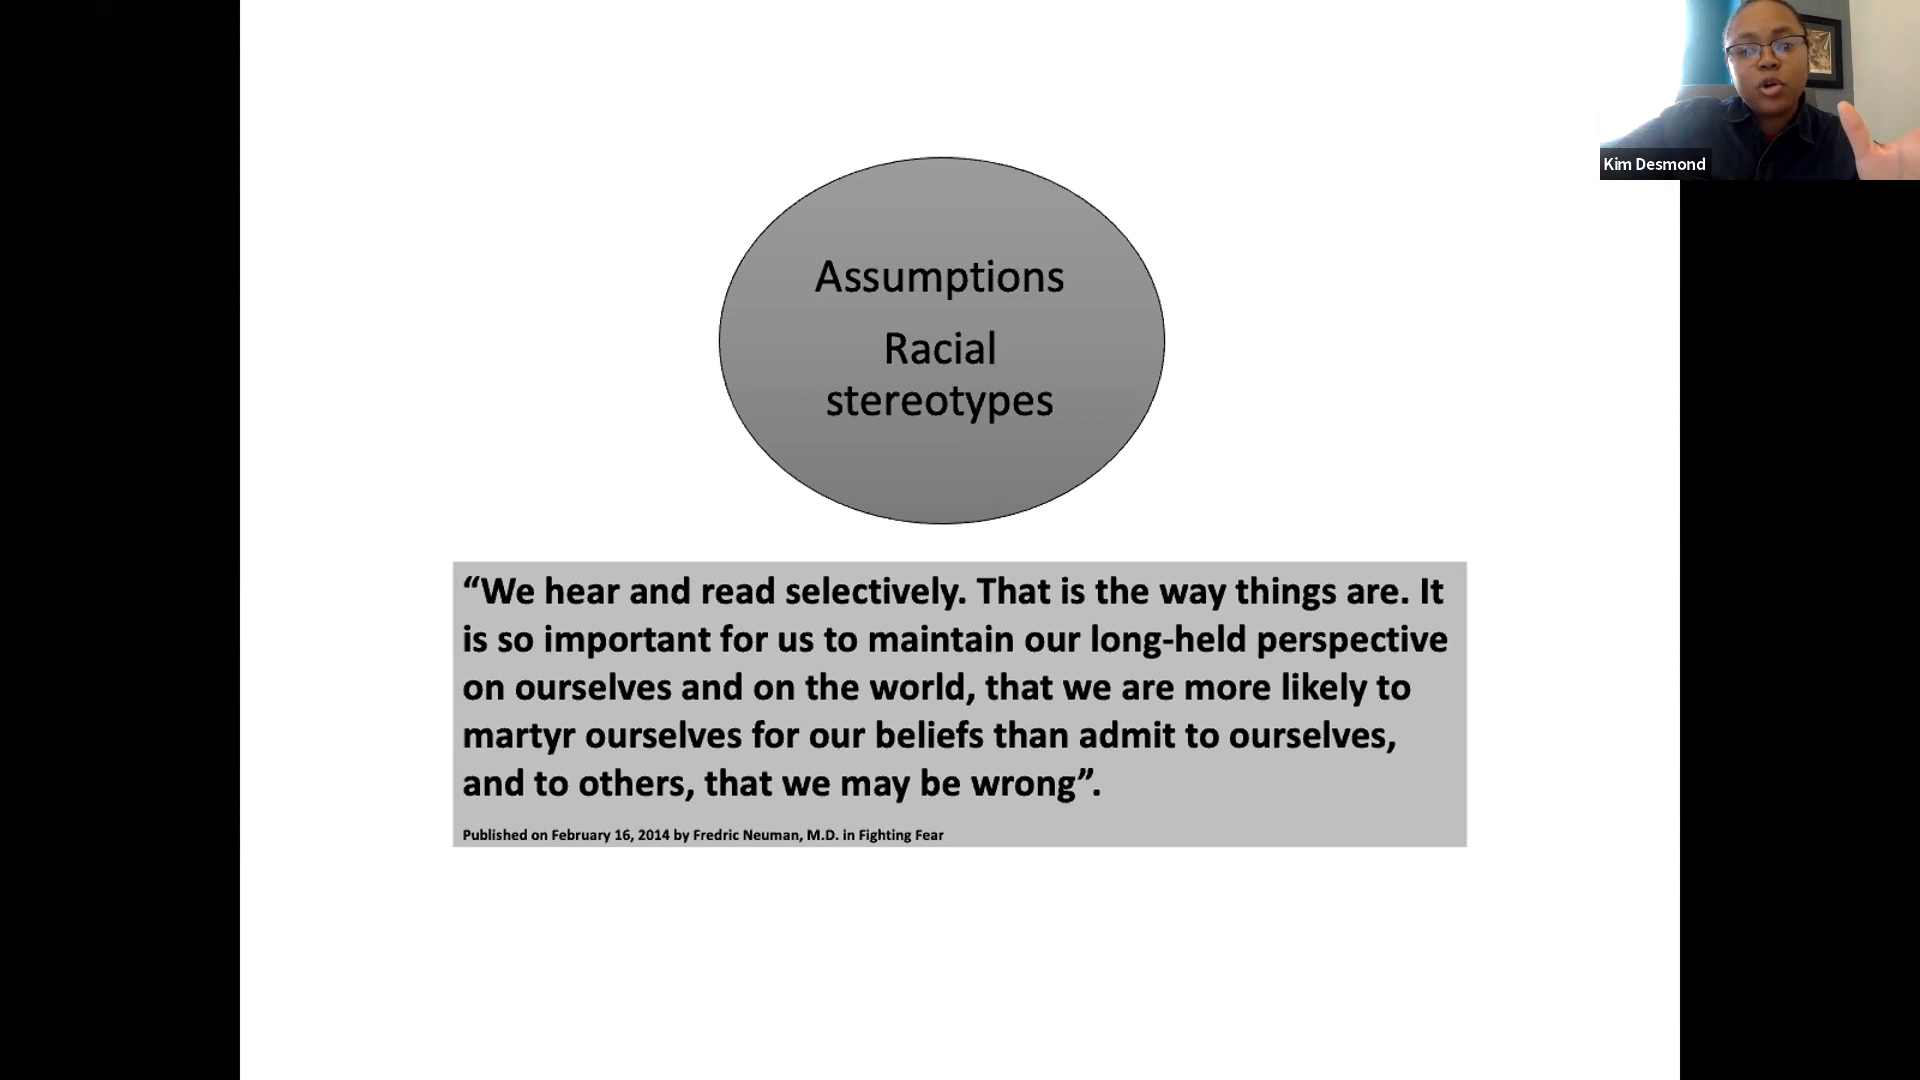 Kim Desmond
Assumptions
Racial
stereotypes
“We hear and read selectively. That is the way things are. It
is so important for us to maintain our long-held perspective
on ourselves and on the world, that we are more likely to
martyr ourselves for our beliefs than admit to ourselves,
and to others, that we may be wrong”.
Published on February 16, 2014 by Fredric Neuman, M.D. in Fighting Fear